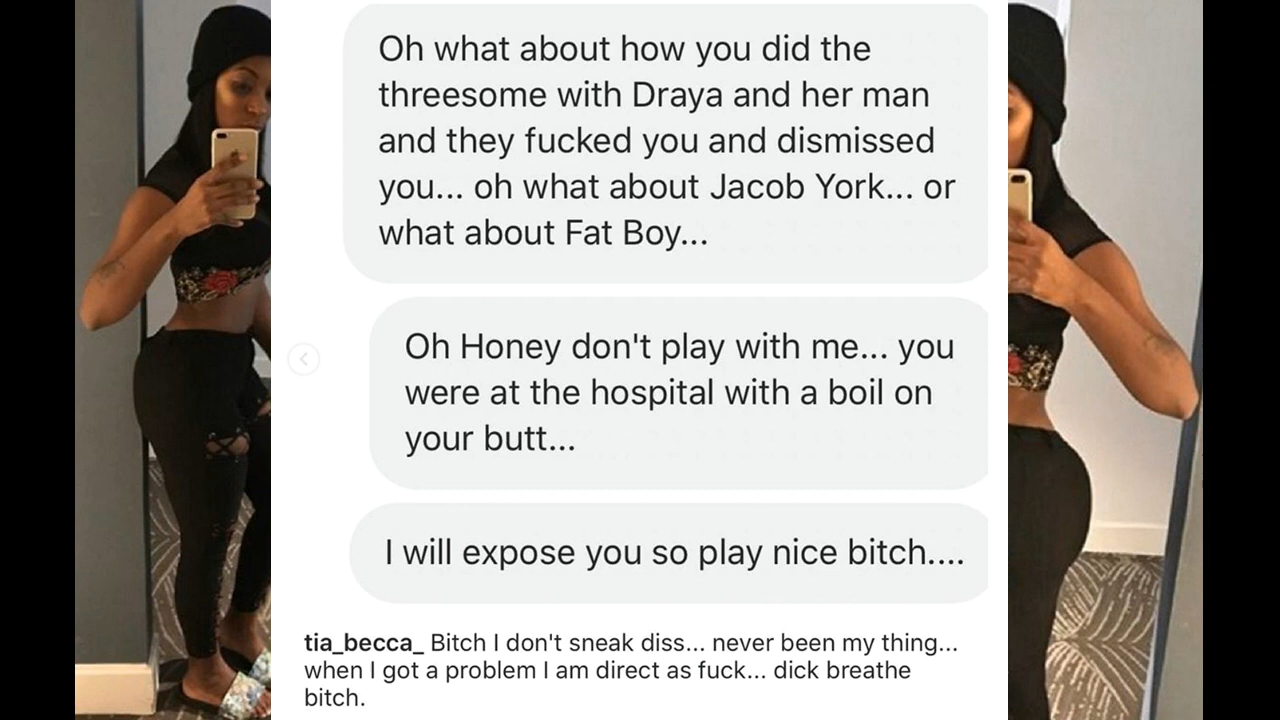 Oh what about how you did the
threesome with Draya and her man
and they fucked you and dismissed
you... oh what about Jacob York... or
what about Fat Boy...
Oh Honey don't play with me... you
were at the hospital with a boil on
your butt...
I will expose you so play nice bitch....
tia_becca_ Bitch I don't sneak diss... never been my thing...
when I got a problem I am direct as fuck... dick breathe
bitch.